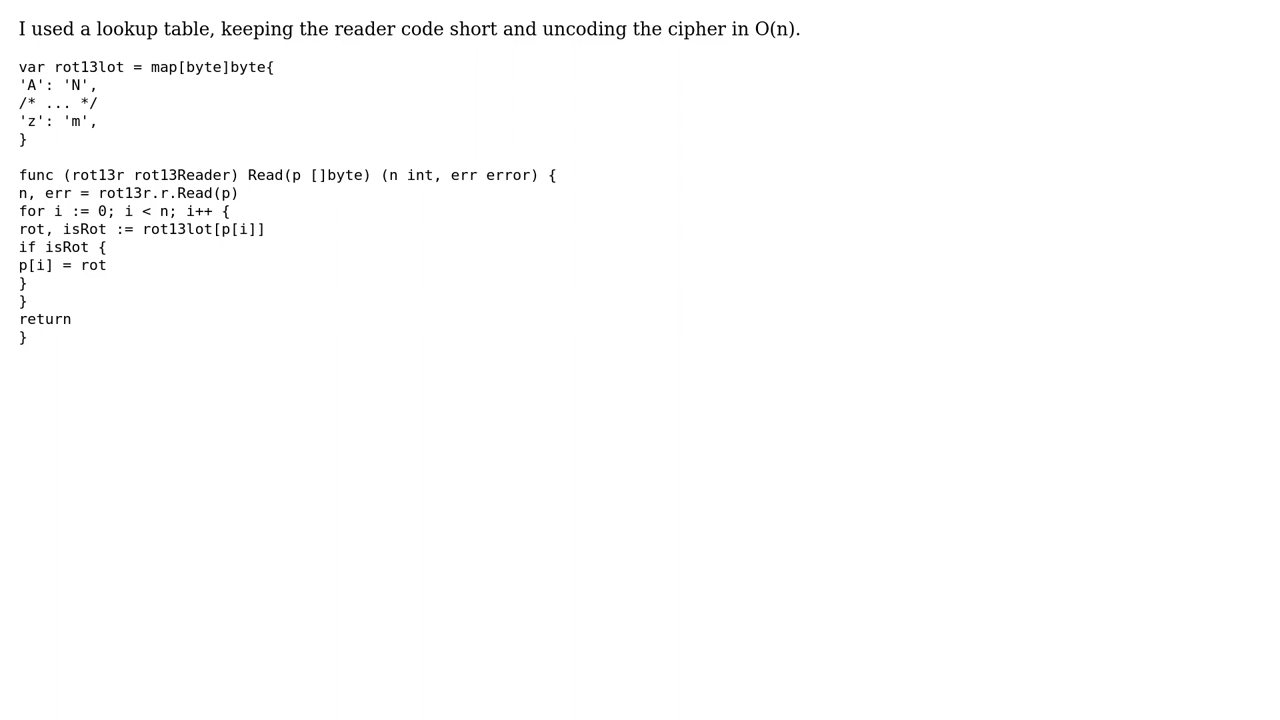 I used a lookup table, keeping the reader code short and uncoding the cipher in O(n).
var rot13lot = map[byte]byte{
'A': 'N',
/* ... */
'z': 'm',
}
func (rot13r rot13Reader) Read(p []byte) (n int, err error) {
n, err = rot13r.r.Read(p)
for i := 0; i < n; i++ {
rot, isRot := rot13lot[p[i]]
if isRot {
p[i] = rot
}
}
return
}